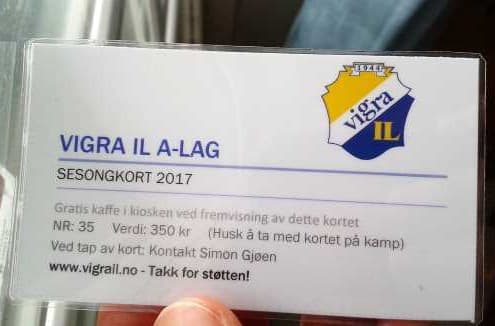 1944
vigra
IL
VIGRA IL A-LAG
SESONGKORT 2017
Gratis kaffe i kiosken ved fremvisning av dette kortet
NR: 35 Verdi: 350 kr (Husk å ta med kortet på kamp)
Ved tap av kort: Kontakt Simon Gjøen
www.vigrail.no - Takk for støtten!